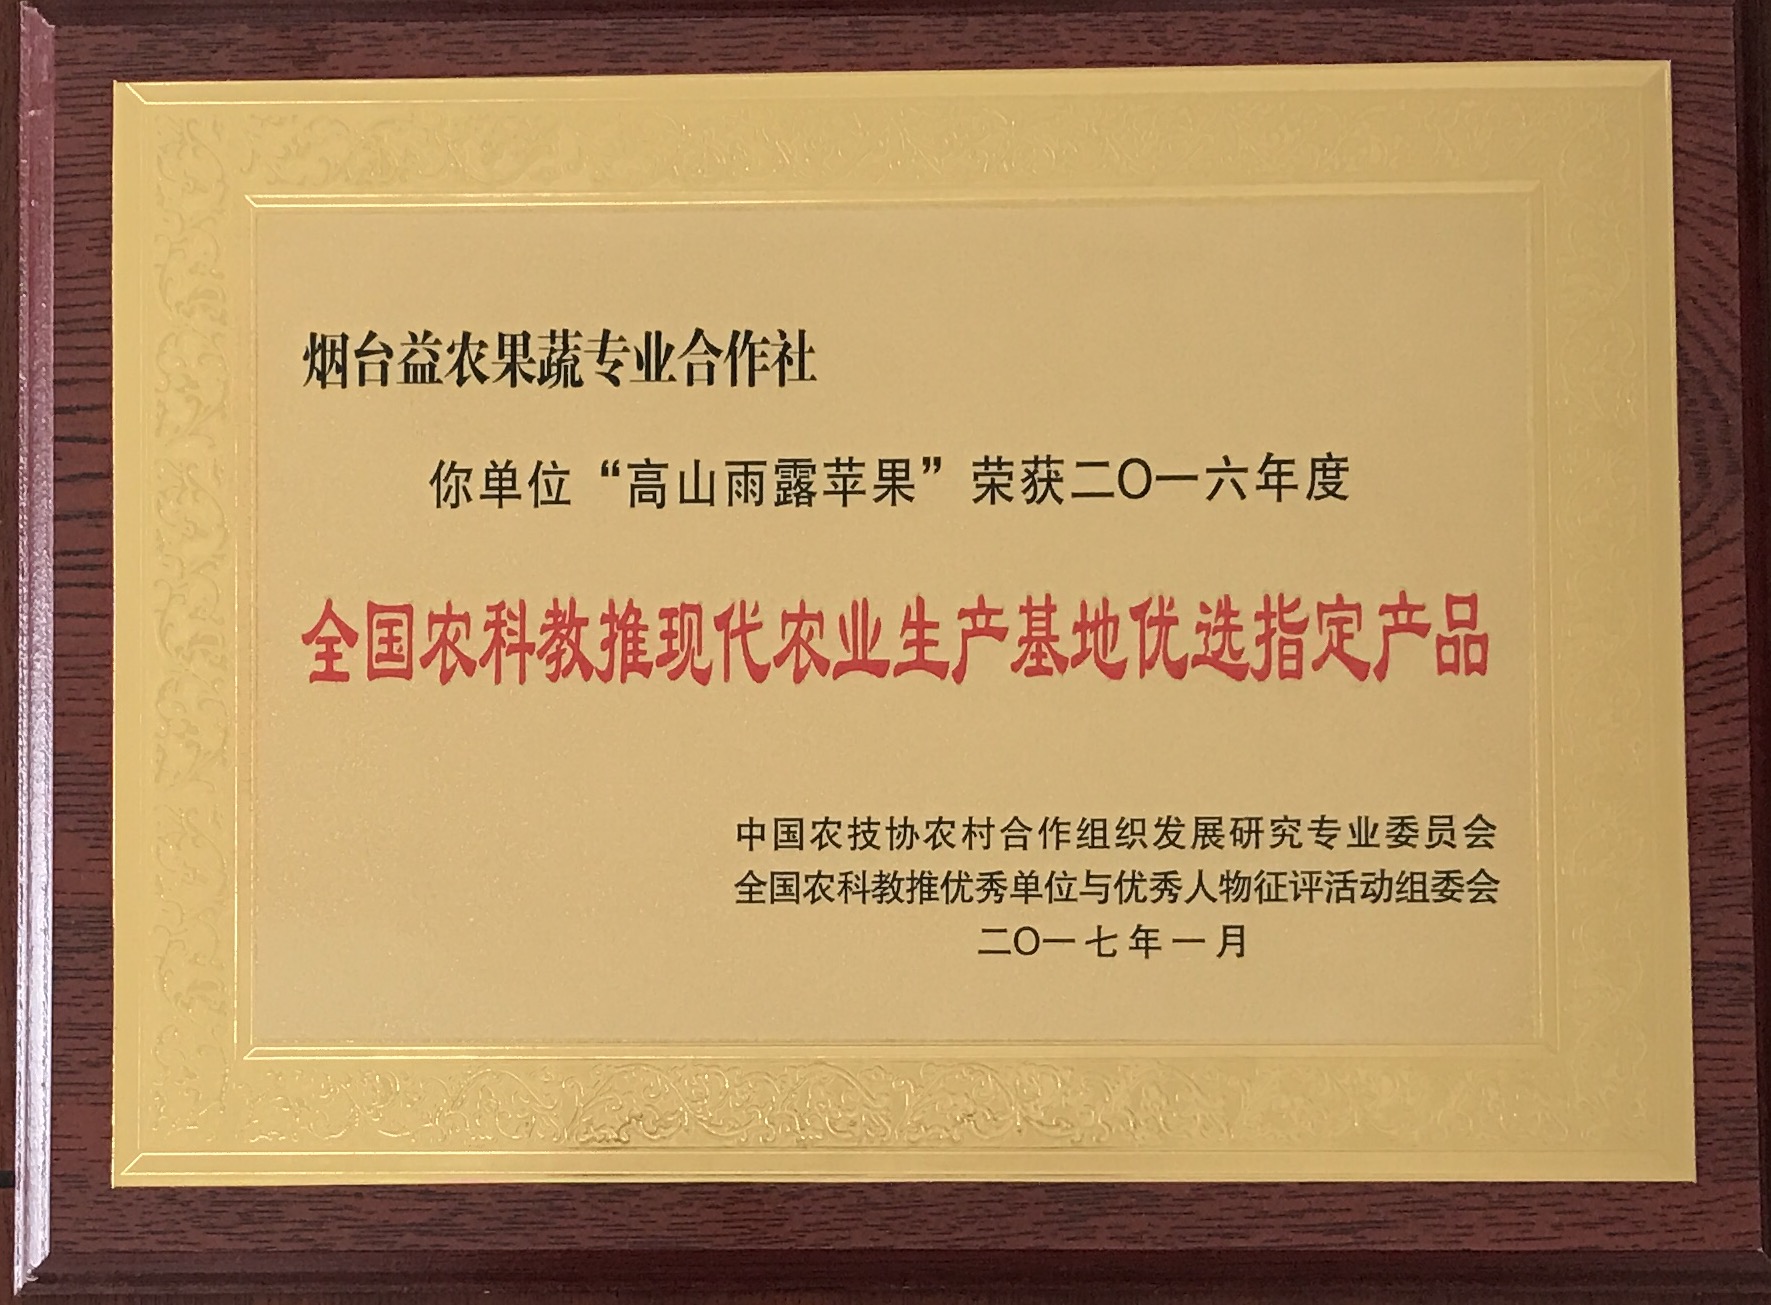 烟台益农果蔬专业合作社
你单位“高山雨露苹果”荣获二〇一六年度
全国农科教推现代农业生产基地优选指定产品
中国农技协农村合作组织发展研究专业委员会
全国农科教推优秀单位与优秀人物征评活动组委会
二〇一七年一月